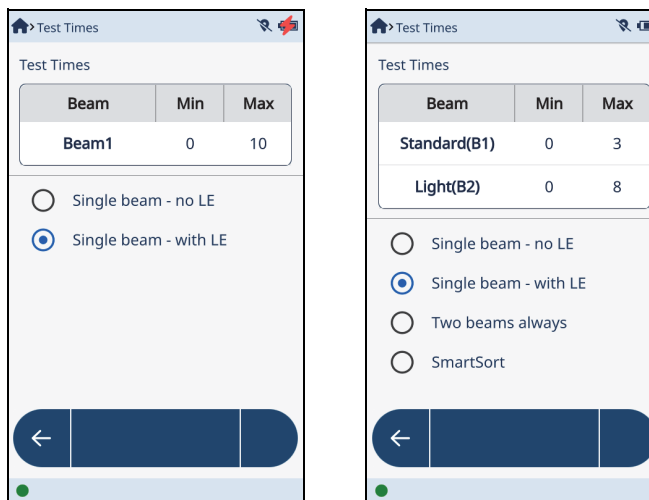 > Test Times
Test Times
Beam Min Max
Beam1 0 10
Single beam - no LE
Single beam - with LE
> Test Times
Test Times
Beam Min Max
Standard(B1) 0 3
Light(B2) 0 8
Single beam - no LE
Single beam - with LE
Two beams always
SmartSort